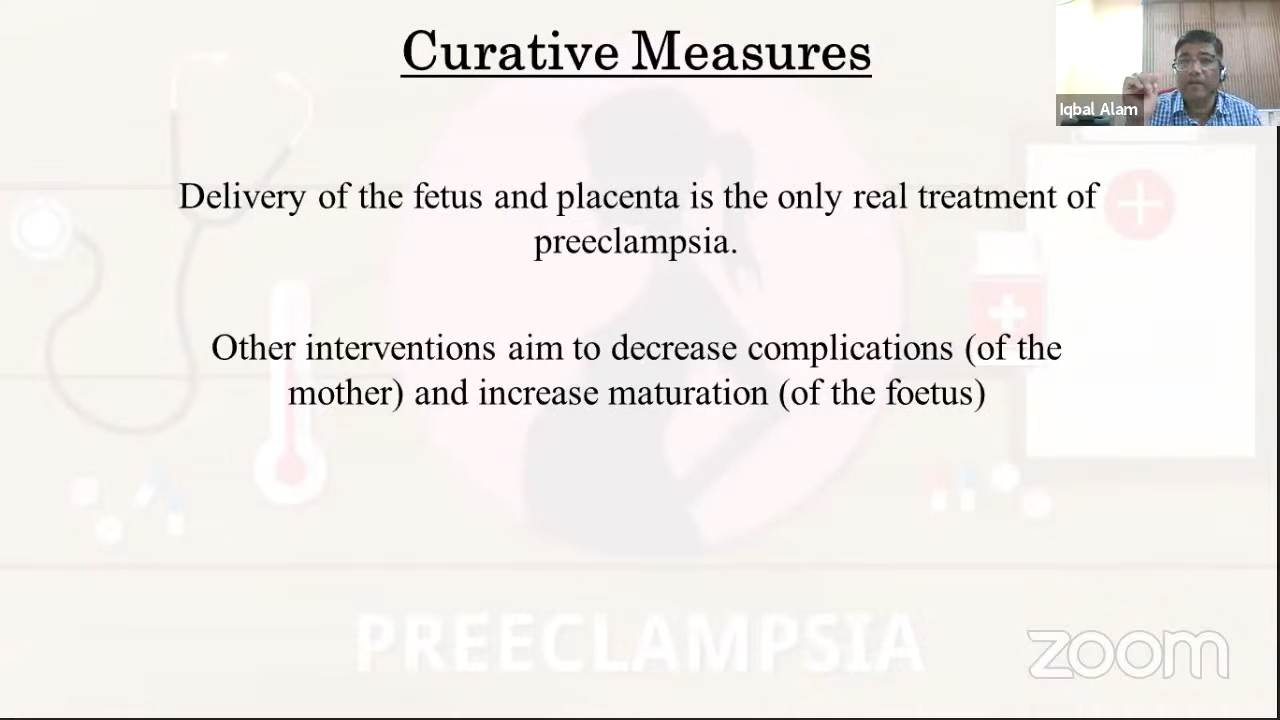 Curative Measures
Iqbal Alam
Delivery of the fetus and placenta is the only real treatment of
preeclampsia.
Other interventions aim to decrease complications (of the
mother) and increase maturation (of the foetus)
PREECLAMPSIA
zoom